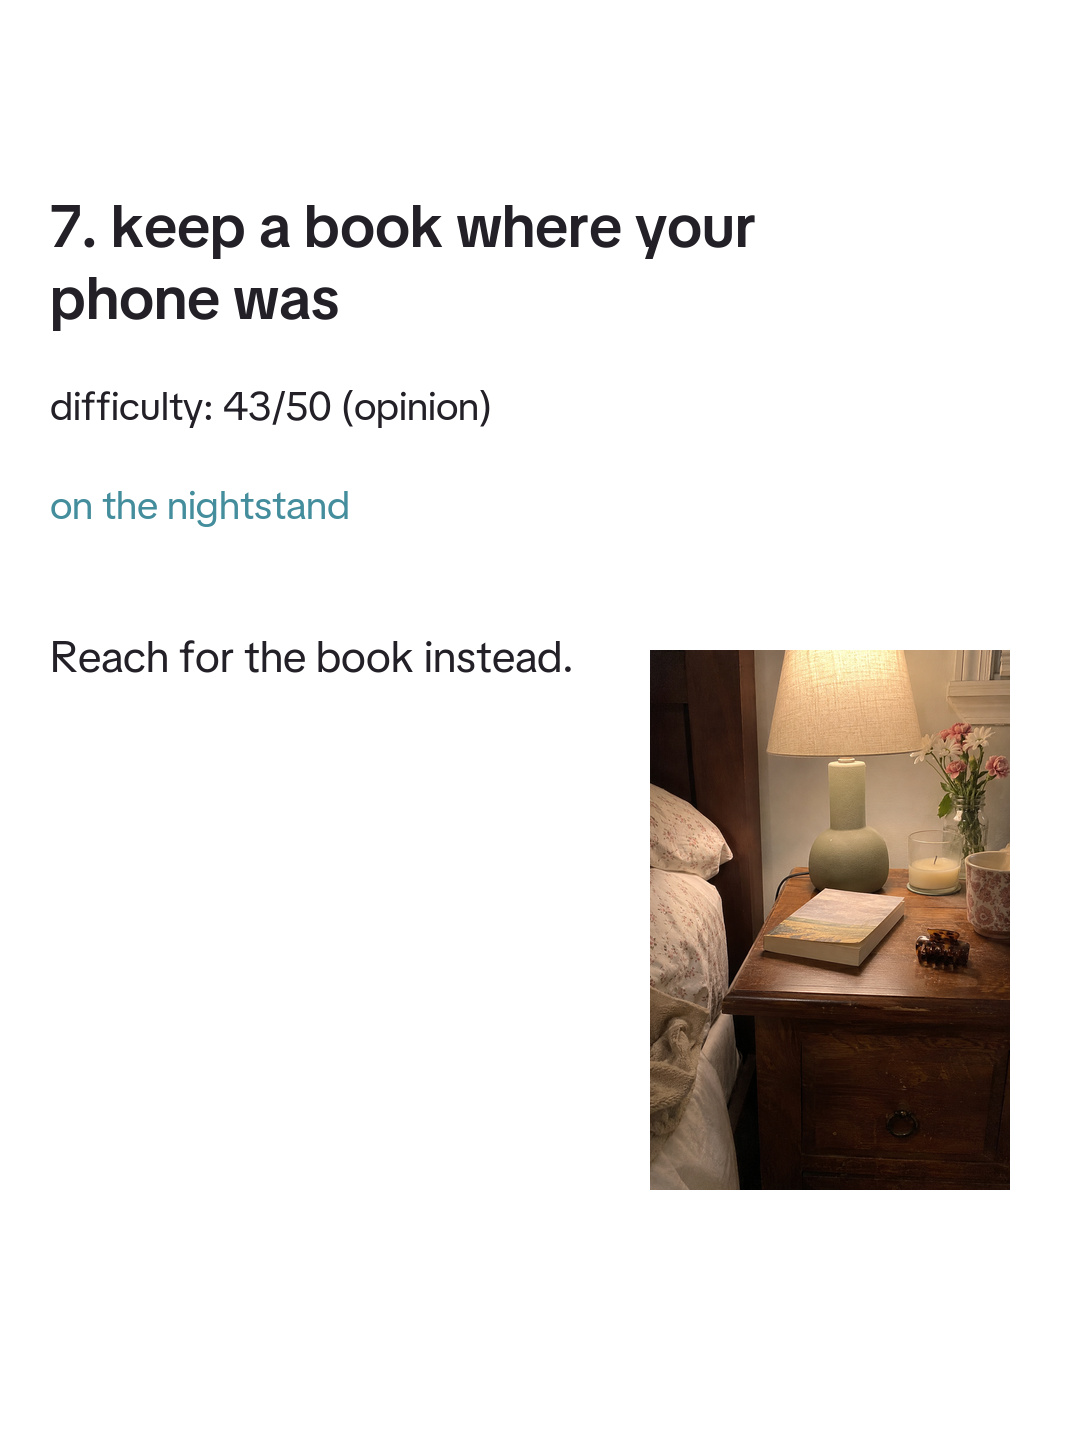 7. keep a book where your
phone was
difficulty: 43/50 (opinion)
on the nightstand
Reach for the book instead.